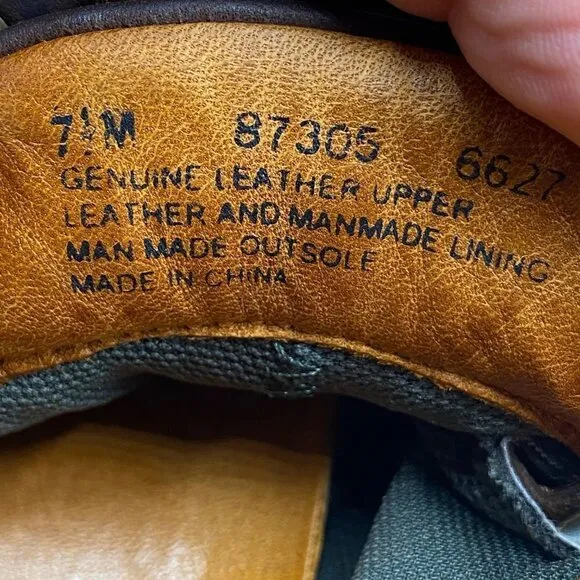 7½M 87305 6627
GENUINE LEATHER UPPER
LEATHER AND MANMADE LINING
MAN MADE OUTSOLE
MADE IN CHINA